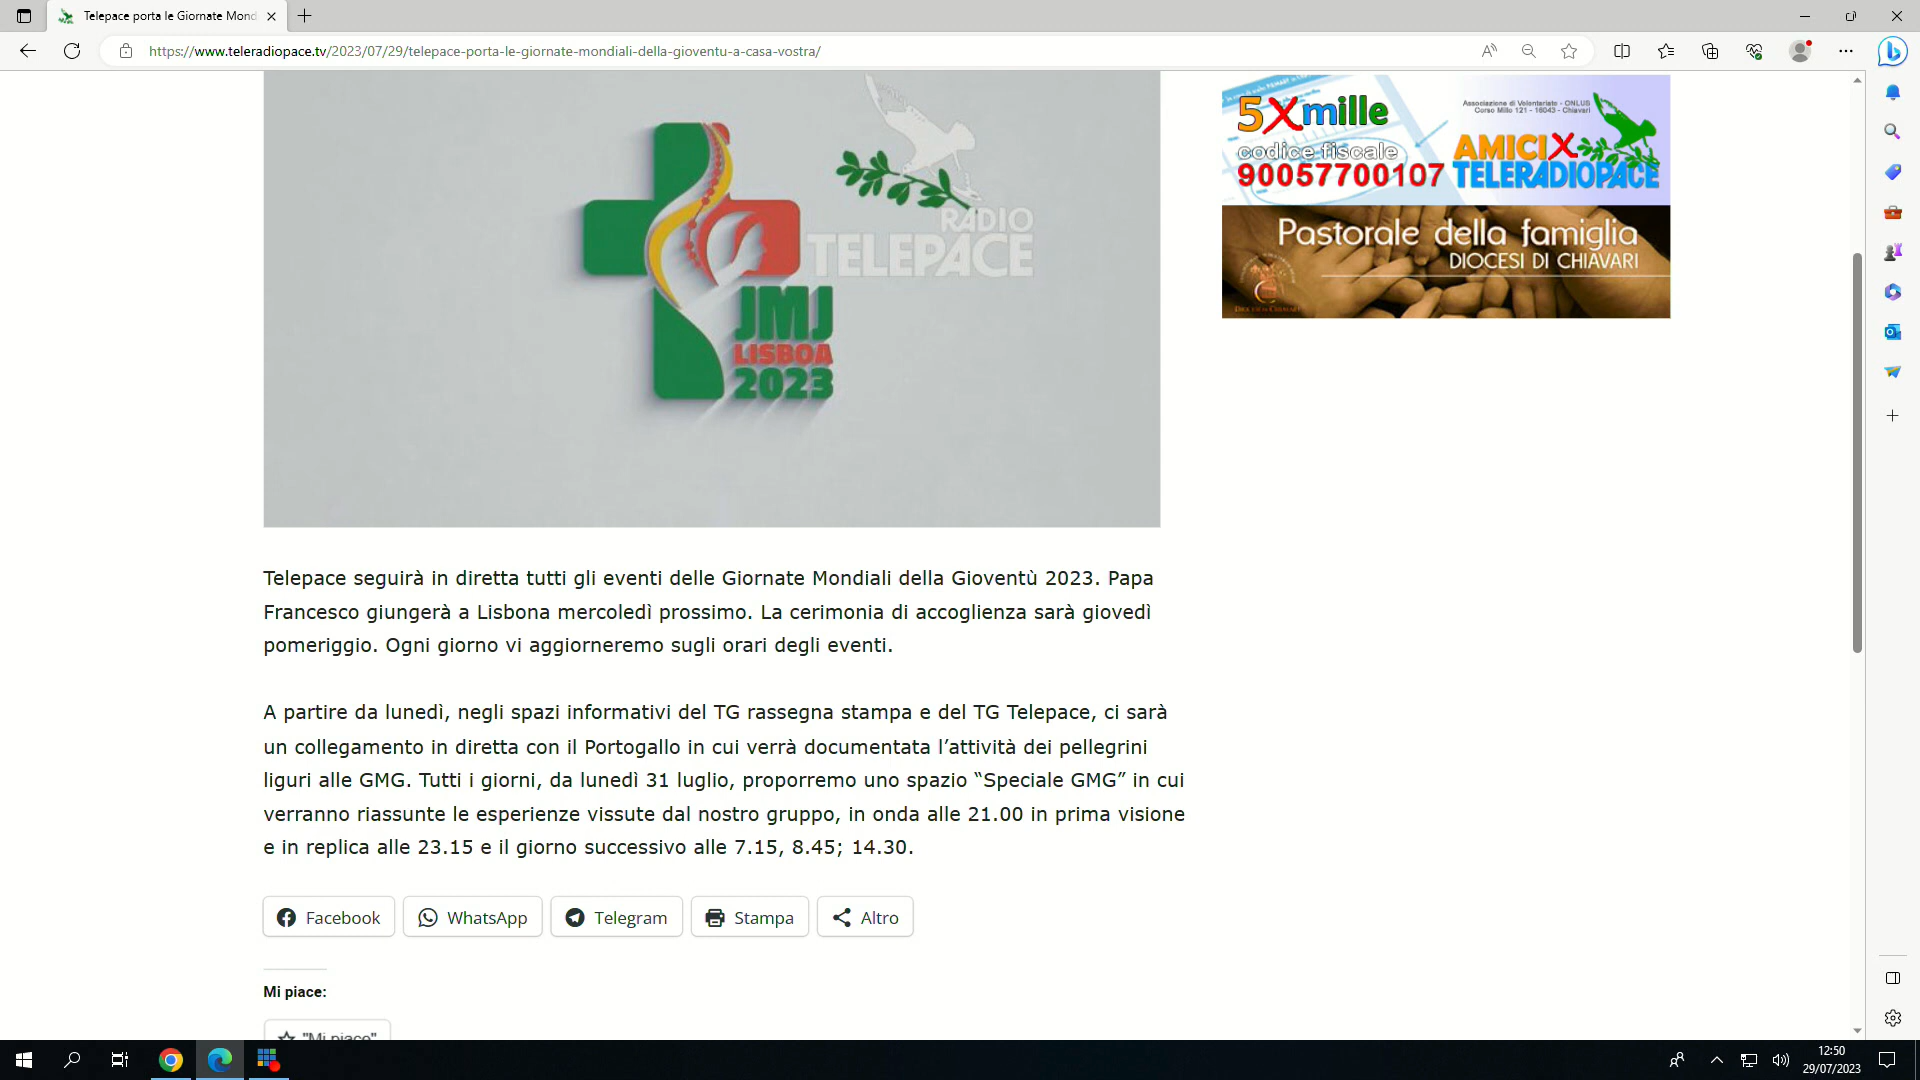 Telepace porta le Giornate Mond
https://www.teleradiopace.tv/2023/07/29/telepace-porta-le-giornate-mondiali-della-gioventu-a-casa-vostra/
RADIO
TELEPACE
JMJ
LISBOA
2023
5Xmille
codice fiscale
90057700107
Associazione di Volontariato - ONLUS
Corso Millo 121 - 16043 - Chiavari
AMICIX
TELERADIOPACE
Pastorale della famiglia
DIOCESI DI CHIAVARI
Telepace seguirà in diretta tutti gli eventi delle Giornate Mondiali della Gioventù 2023. Papa
Francesco giungerà a Lisbona mercoledì prossimo. La cerimonia di accoglienza sarà giovedì
pomeriggio. Ogni giorno vi aggiorneremo sugli orari degli eventi.
A partire da lunedì, negli spazi informativi del TG rassegna stampa e del TG Telepace, ci sarà
un collegamento in diretta con il Portogallo in cui verrà documentata l’attività dei pellegrini
liguri alle GMG. Tutti i giorni, da lunedì 31 luglio, proporremo uno spazio “Speciale GMG” in cui
verranno riassunte le esperienze vissute dal nostro gruppo, in onda alle 21.00 in prima visione
e in replica alle 23.15 e il giorno successivo alle 7.15, 8.45; 14.30.
Facebook
WhatsApp
Telegram
Stampa
Altro
Mi piace:
"Mi piace"
12:50
29/07/2023